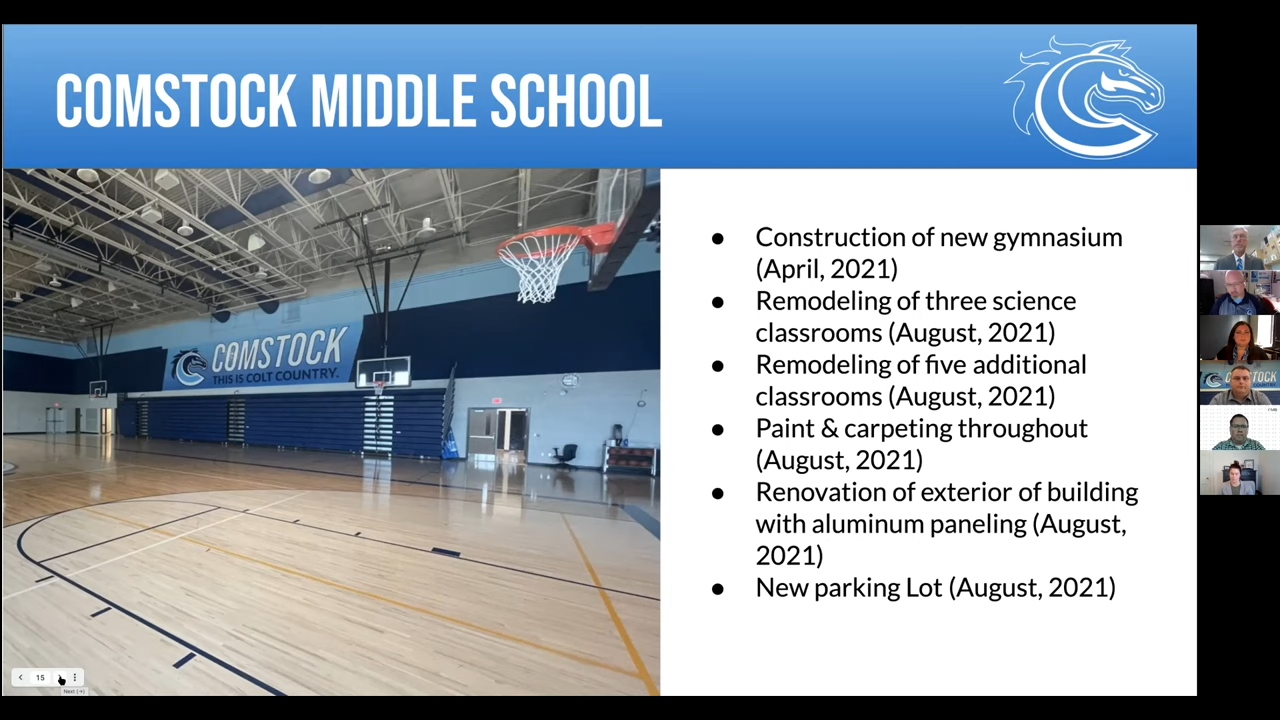 COMSTOCK MIDDLE SCHOOL
COMSTOCK
THIS IS COLT COUNTRY.
● Construction of new gymnasium
(April, 2021)
● Remodeling of three science
classrooms (August, 2021)
● Remodeling of five additional
classrooms (August, 2021)
● Paint & carpeting throughout
(August, 2021)
● Renovation of exterior of building
with aluminum paneling (August,
2021)
● New parking Lot (August, 2021)
15
Next (→)